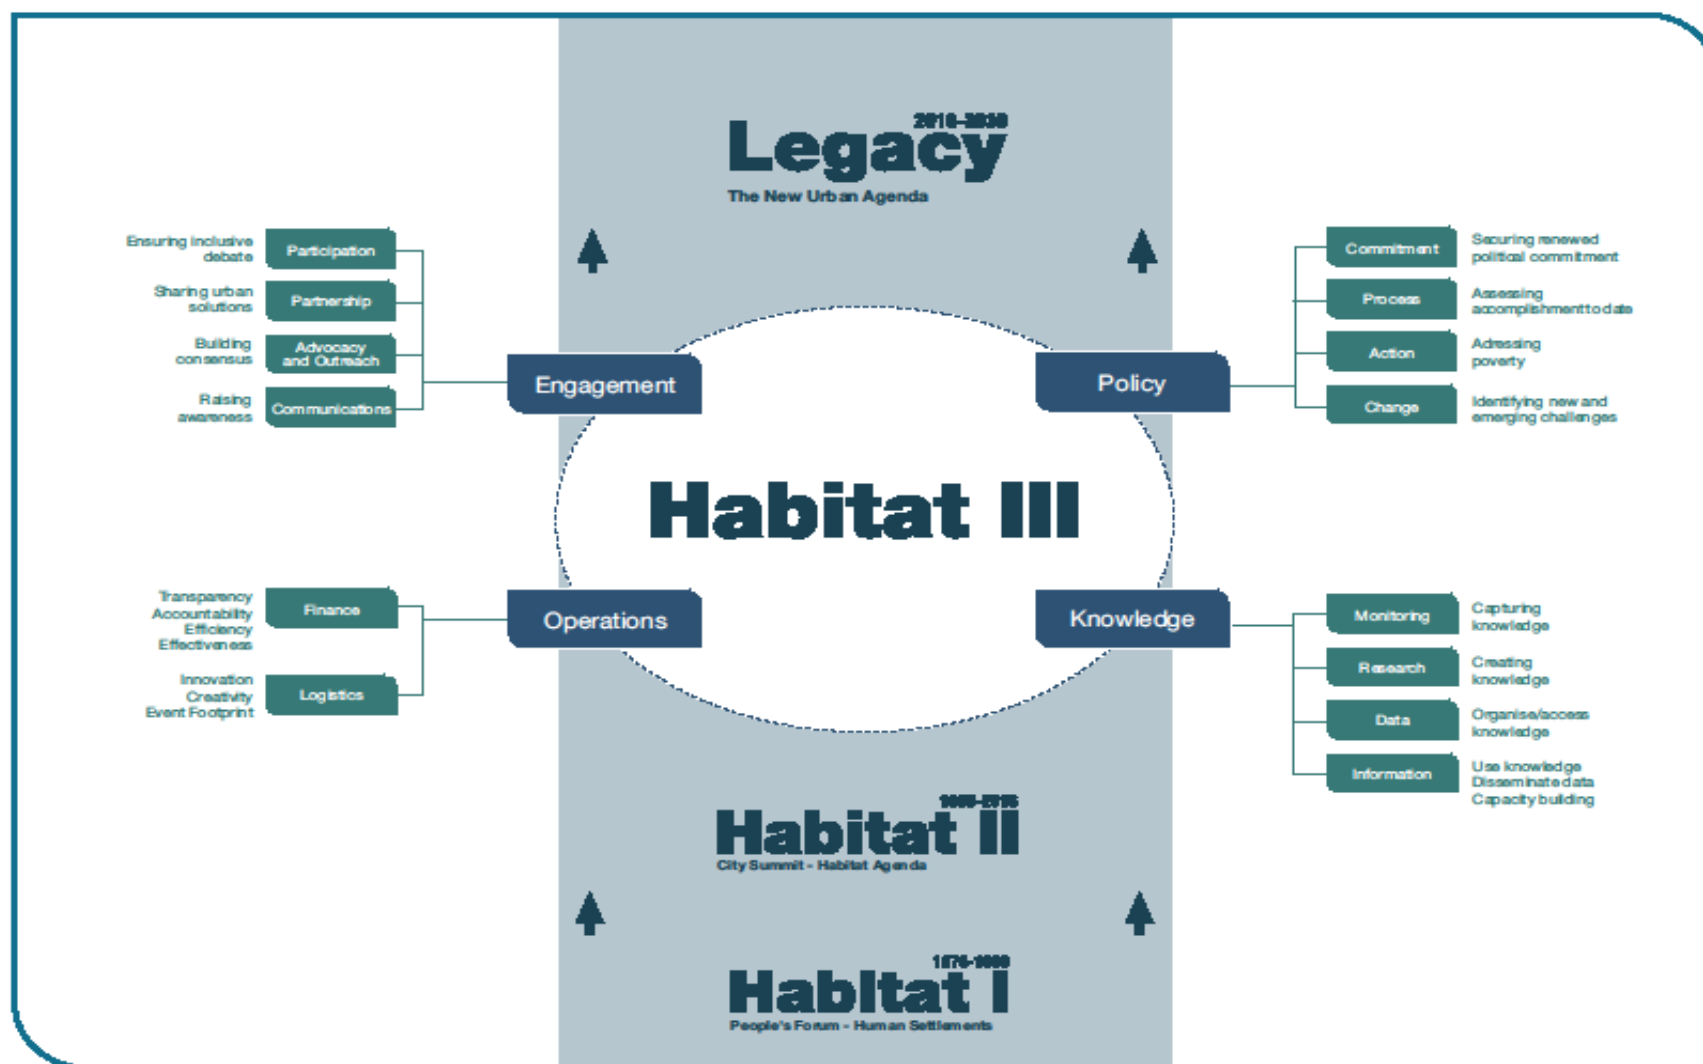 2016-2036
Legacy
The New Urban Agenda
Ensuring inclusive
debate
Participation
Sharing urban
solutions
Partnership
Building
consensus
Advocacy
and Outreach
Raising
awareness
Communications
Engagement
Policy
Commitment
Securing renewed
political commitment
Process
Assessing
accomplishment to date
Action
Adressing
poverty
Change
Identifying new and
emerging challenges
Habitat III
Transparency
Accountability
Efficiency
Effectiveness
Finance
Innovation
Creativity
Event Footprint
Logistics
Operations
Knowledge
Monitoring
Capturing
knowledge
Research
Creating
knowledge
Data
Organise/access
knowledge
Information
Use knowledge
Disseminate data
Capacity building
Habitat II
City Summit - Habitat Agenda
Habitat I
People's Forum - Human Settlements